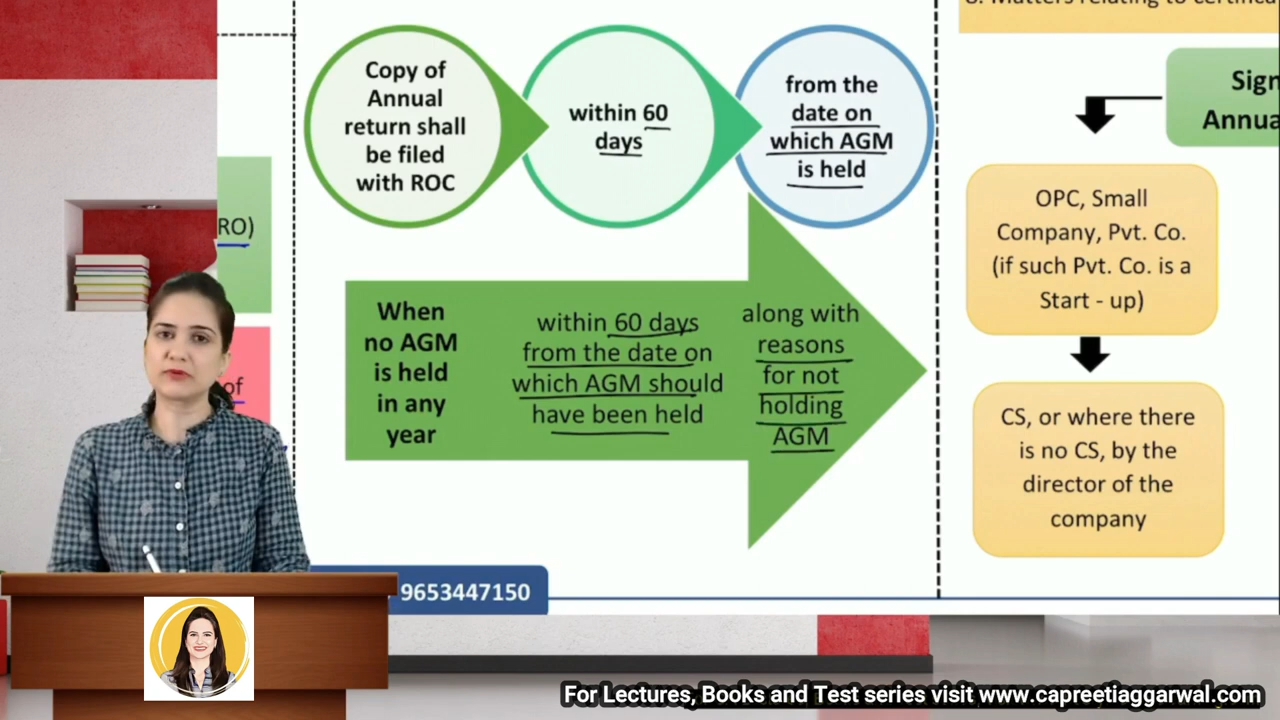 RO)
of
Copy of
Annual
return shall
be filed
with ROC
within 60
days
from the
date on
which AGM
is held
When
no AGM
is held
in any
year
within 60 days
from the date on
which AGM should
have been held
along with
reasons
for not
holding
AGM
Sign
Annua
OPC, Small
Company, Pvt. Co.
(if such Pvt. Co. is a
Start - up)
CS, or where there
is no CS, by the
director of the
company
9653447150
For Lectures, Books and Test series visit www.capreetiaggarwal.com